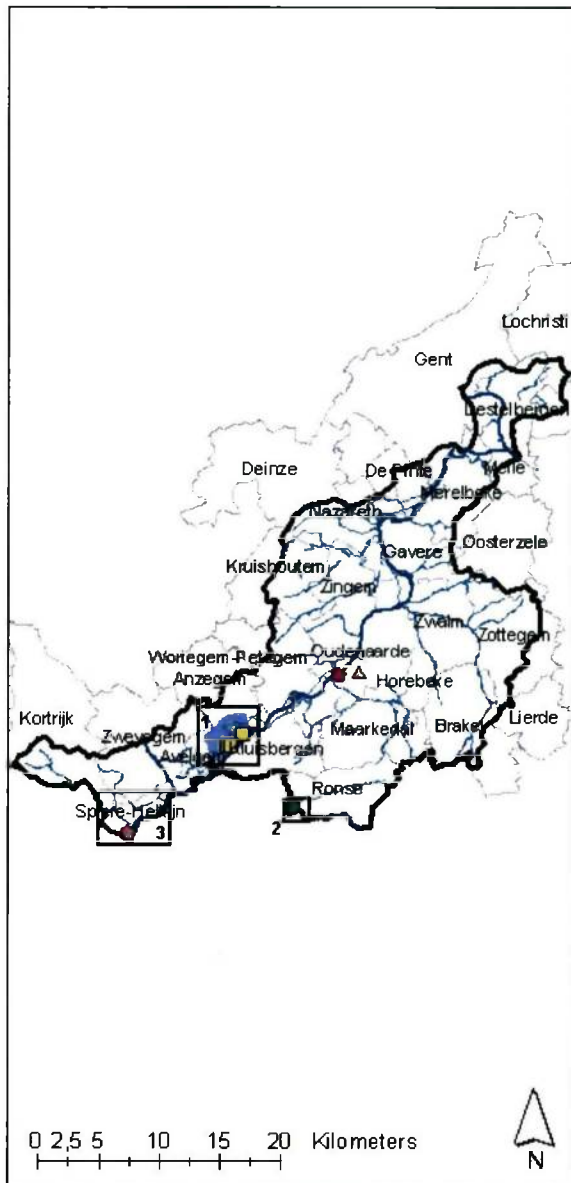 Lochristi
Gent
Destelbergen
Deinze
De Pinte
Melle
Merelbeke
Nazareth
Gavere
Oosterzele
Kruishoutem
Zingem
Zwalm
Zottegem
Wortegem-Petegem
Oudenaarde
Anzegem
Horebeke
Kortrijk
1
Zwevegem
Maarkedal
Brakel
Lierde
Avelgem
Kluisbergen
Ronse
Spiere-Helkijn
3
2
0 2,5 5 10 15 20 Kilometers
N